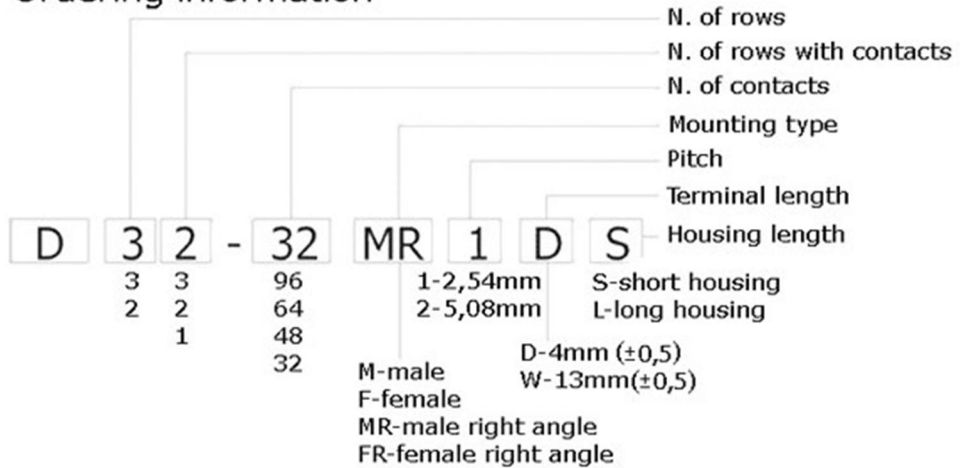 Ordering information
N. of rows
N. of rows with contacts
N. of contacts
Mounting type
Pitch
Terminal length
Housing length
D 3 2 - 32 MR 1 D S
3 3 96 1-2,54mm S-short housing
2 2 64 2-5,08mm L-long housing
1 48
32 D-4mm (±0,5)
M-male W-13mm(±0,5)
F-female
MR-male right angle
FR-female right angle